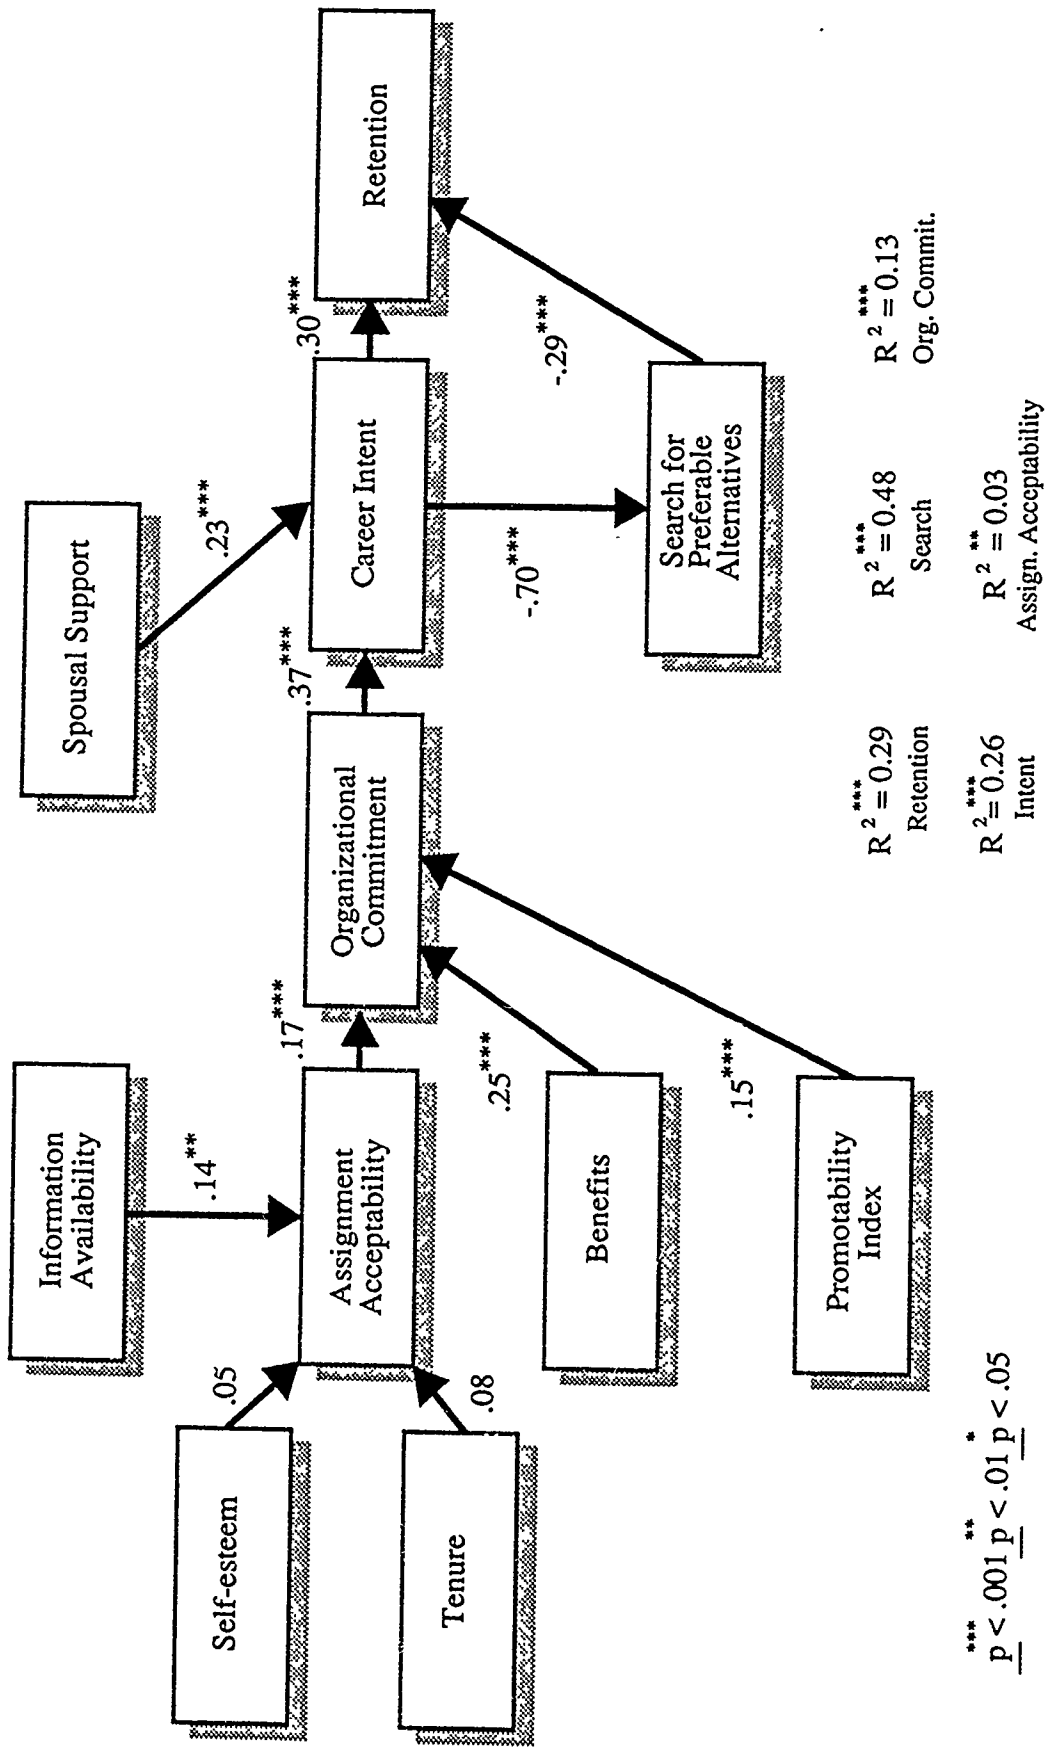 Information
Availability
Spousal Support
Self-esteem
.05
.14**
.23***
Assignment
Acceptability
.17***
Organizational
Commitment
.37***
Career Intent
.30***
Retention
Tenure
.08
.25***
-.70***
-.29***
Benefits
Search for
Preferable
Alternatives
.15***
Promotability
Index
R²*** = 0.29
Retention
R²*** = 0.48
Search
R²*** = 0.13
Org. Commit.
R²*** = 0.26
Intent
R²** = 0.03
Assign. Acceptability
*** p < .001 ** p < .01 * p < .05